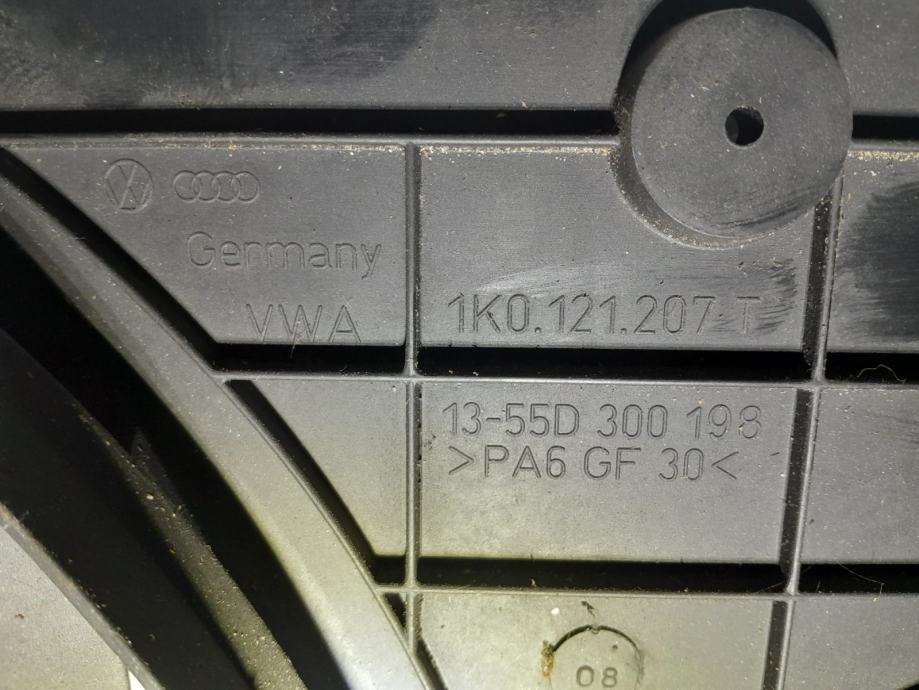 Germany
VWA
1K0.121.207 T
13-55D 300 198
>PA6 GF 30<
08